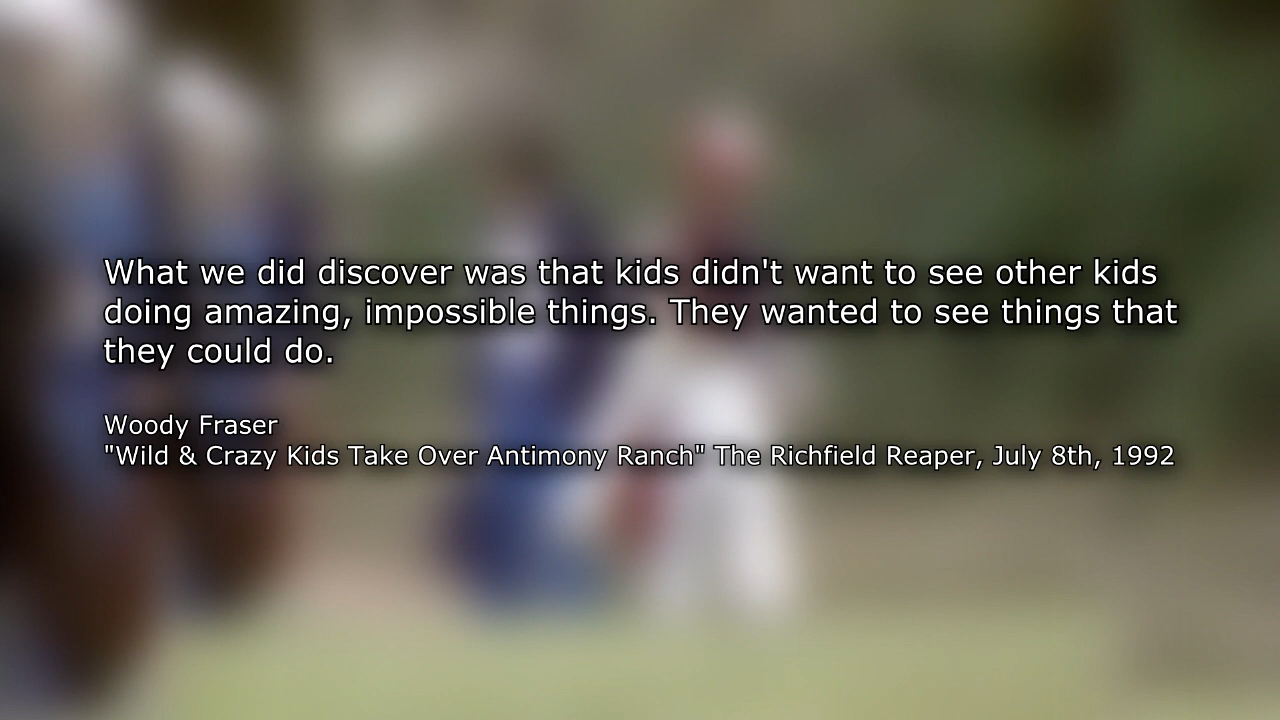 What we did discover was that kids didn't want to see other kids
doing amazing, impossible things. They wanted to see things that
they could do.
Woody Fraser
"Wild & Crazy Kids Take Over Antimony Ranch" The Richfield Reaper, July 8th, 1992